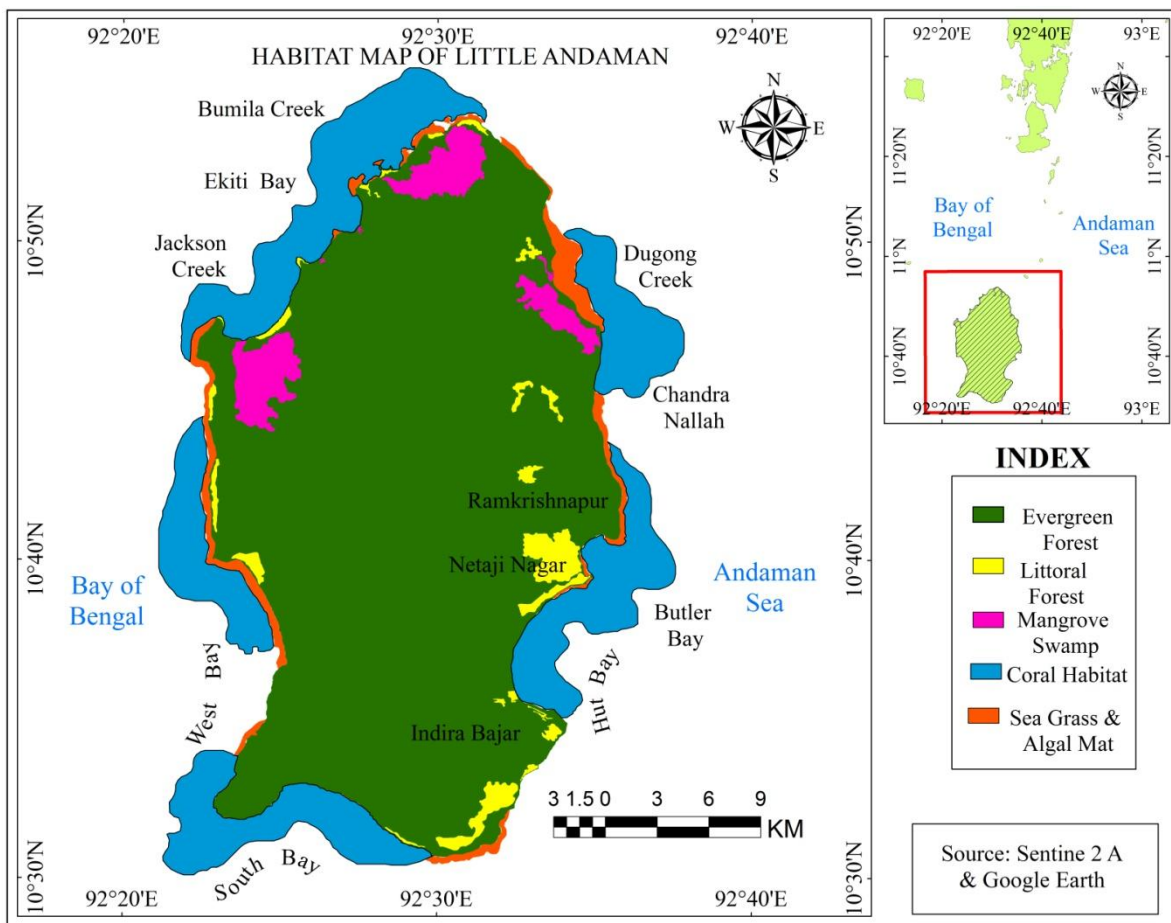 92°20'E
92°30'E
92°40'E
HABITAT MAP OF LITTLE ANDAMAN
Bumila Creek
N
W
E
S
Ekiti Bay
10°50'N
10°50'N
Jackson
Creek
Dugong
Creek
Chandra
Nallah
Ramkrishnapur
10°40'N
10°40'N
Netaji Nagar
Bay of
Bengal
Andaman
Sea
Butler
Bay
West Bay
Hut Bay
Indira Bajar
3 1.5 0 3 6 9
KM
South Bay
10°30'N
10°30'N
92°20'E
92°30'E
92°40'E
92°20'E
92°40'E
93°E
N
W
E
S
11°20'N
11°20'N
Bay of
Bengal
Andaman
Sea
11°N
11°N
10°40'N
10°40'N
92°20'E
92°40'E
93°E
INDEX
Evergreen
Forest
Littoral
Forest
Mangrove
Swamp
Coral Habitat
Sea Grass &
Algal Mat
Source: Sentine 2 A
& Google Earth